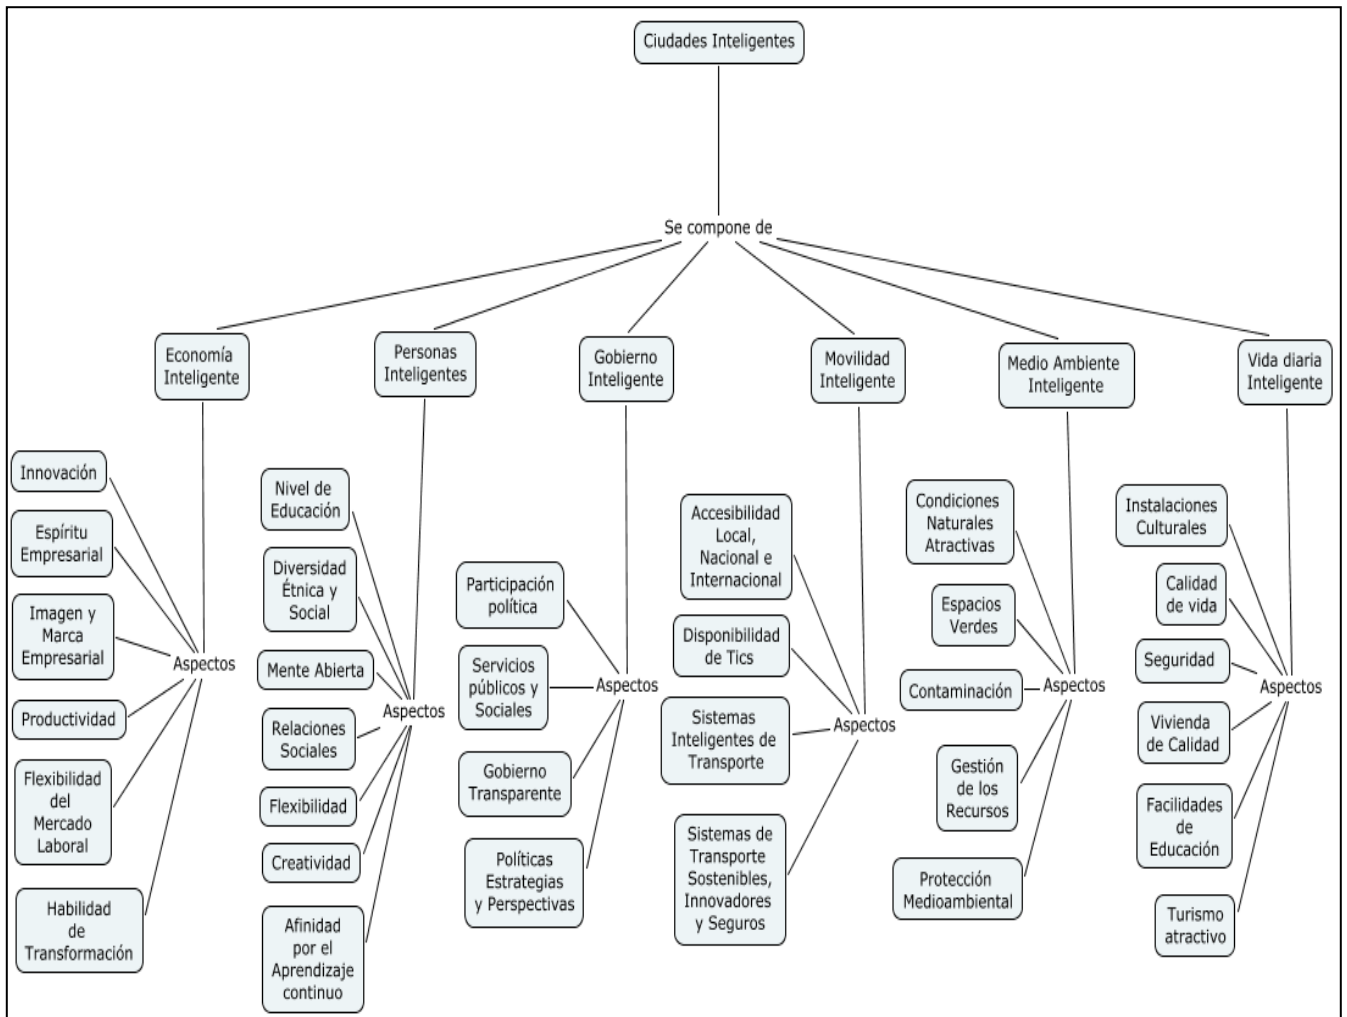 Ciudades Inteligentes
Se compone de
Economía
Inteligente
Personas
Inteligentes
Gobierno
Inteligente
Movilidad
Inteligente
Medio Ambiente
Inteligente
Vida diaria
Inteligente
Innovación
Espíritu
Empresarial
Imagen y
Marca
Empresarial
Productividad
Flexibilidad
del
Mercado
Laboral
Habilidad
de
Transformación
Aspectos
Nivel de
Educación
Diversidad
Étnica y
Social
Mente Abierta
Relaciones
Sociales
Flexibilidad
Creatividad
Afinidad
por el
Aprendizaje
continuo
Aspectos
Participación
política
Servicios
públicos y
Sociales
Gobierno
Transparente
Políticas
Estrategias
y Perspectivas
Aspectos
Accesibilidad
Local,
Nacional e
Internacional
Disponibilidad
de Tics
Sistemas
Inteligentes de
Transporte
Sistemas de
Transporte
Sostenibles,
Innovadores
y Seguros
Aspectos
Condiciones
Naturales
Atractivas
Espacios
Verdes
Contaminación
Gestión
de los
Recursos
Protección
Medioambiental
Aspectos
Instalaciones
Culturales
Calidad
de vida
Seguridad
Vivienda
de Calidad
Facilidades
de
Educación
Turismo
atractivo
Aspectos